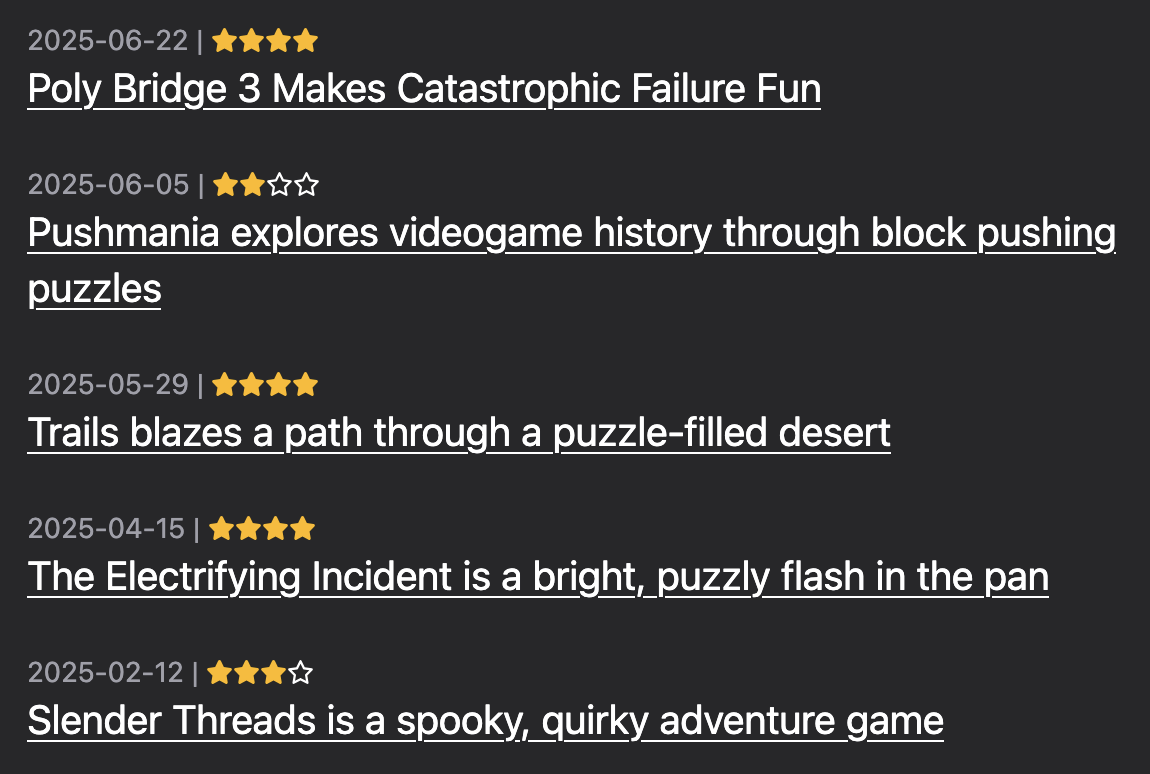 2025-06-22 | ★★★★
Poly Bridge 3 Makes Catastrophic Failure Fun
2025-06-05 | ★★☆☆
Pushmania explores videogame history through block pushing
puzzles
2025-05-29 | ★★★★
Trails blazes a path through a puzzle-filled desert
2025-04-15 | ★★★★
The Electrifying Incident is a bright, puzzly flash in the pan
2025-02-12 | ★★★☆
Slender Threads is a spooky, quirky adventure game